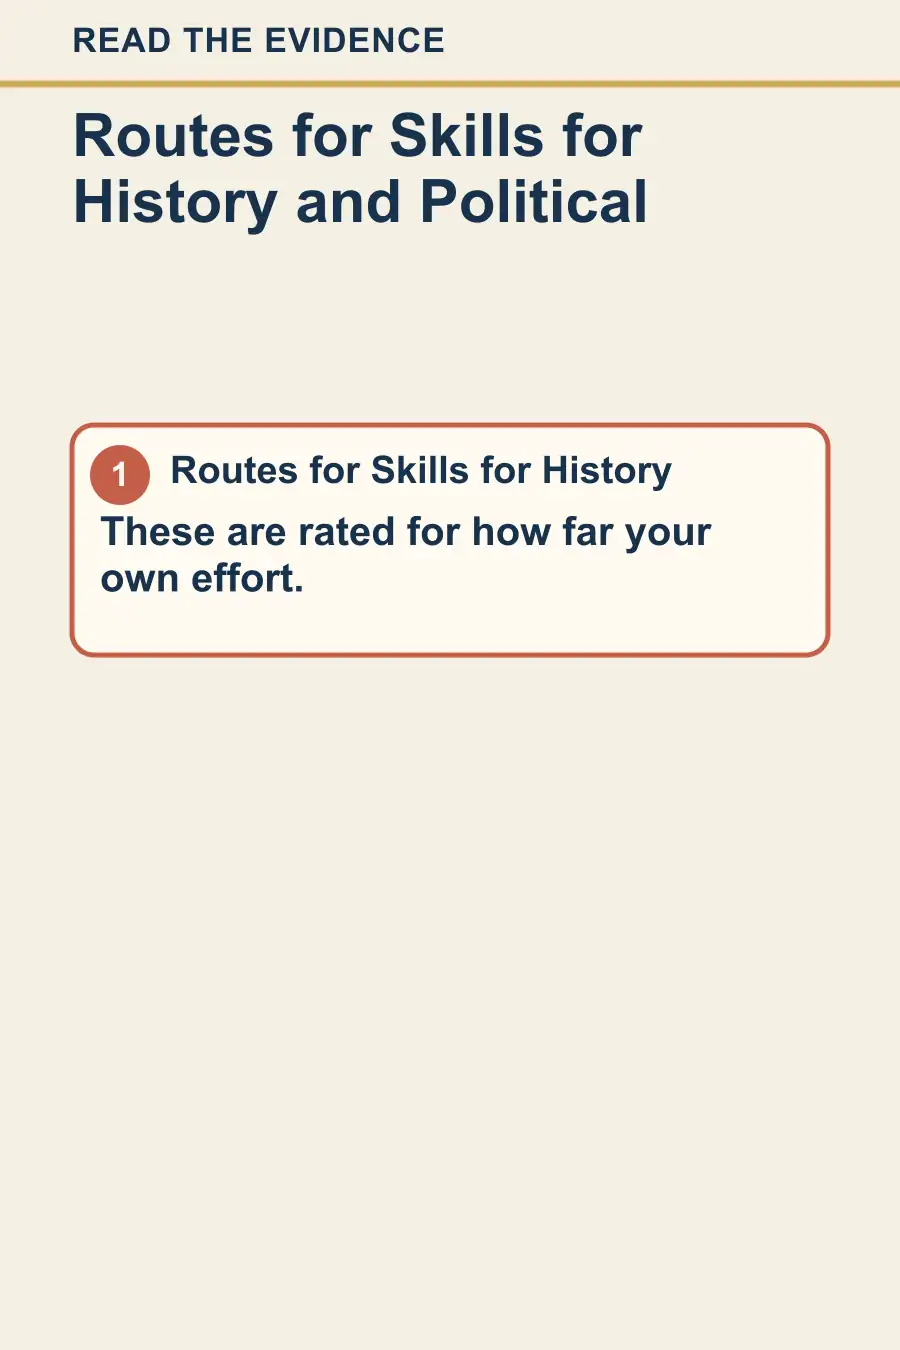 READ THE EVIDENCE
Routes for Skills for
History and Political
1 Routes for Skills for History
These are rated for how far your
own effort.